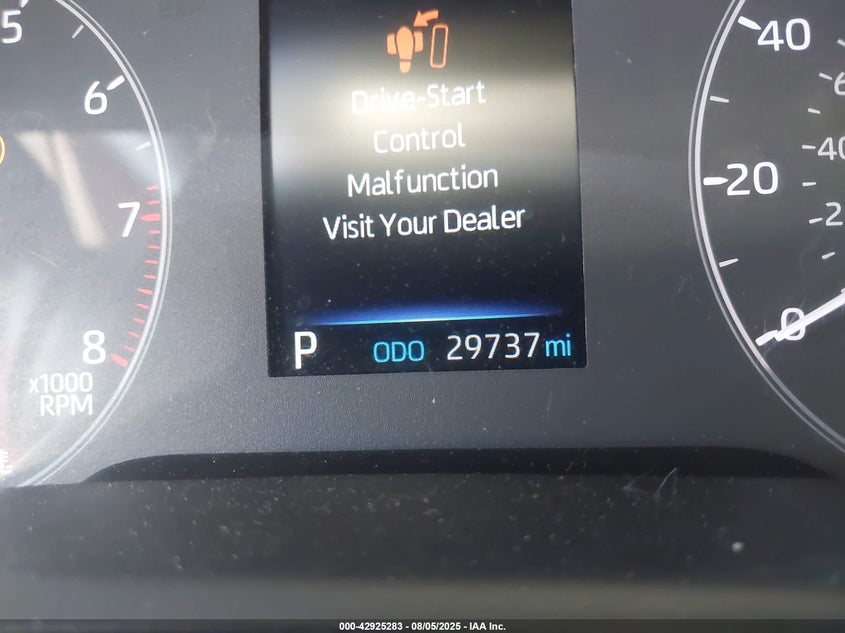 5
6
7
8
x1000
RPM
Drive-Start
Control
Malfunction
Visit Your Dealer
P ODO 29737 mi
40
20
0
40
000-42925283 - 08/05/2025 - IAA Inc.